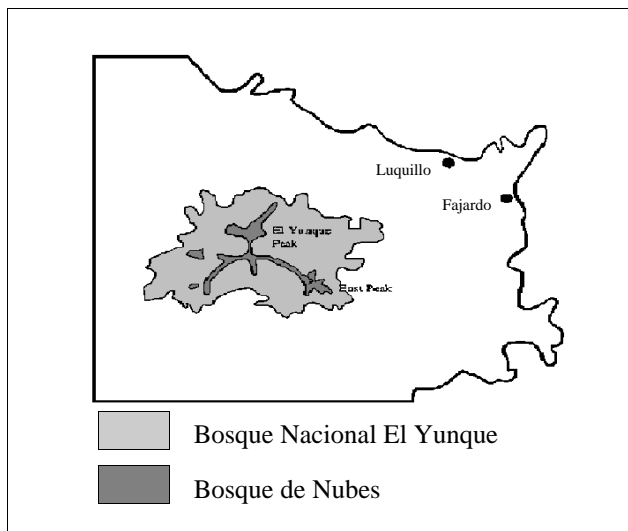 Luquillo
Fajardo
El Yunque
Peak
East Peak
Bosque Nacional El Yunque
Bosque de Nubes